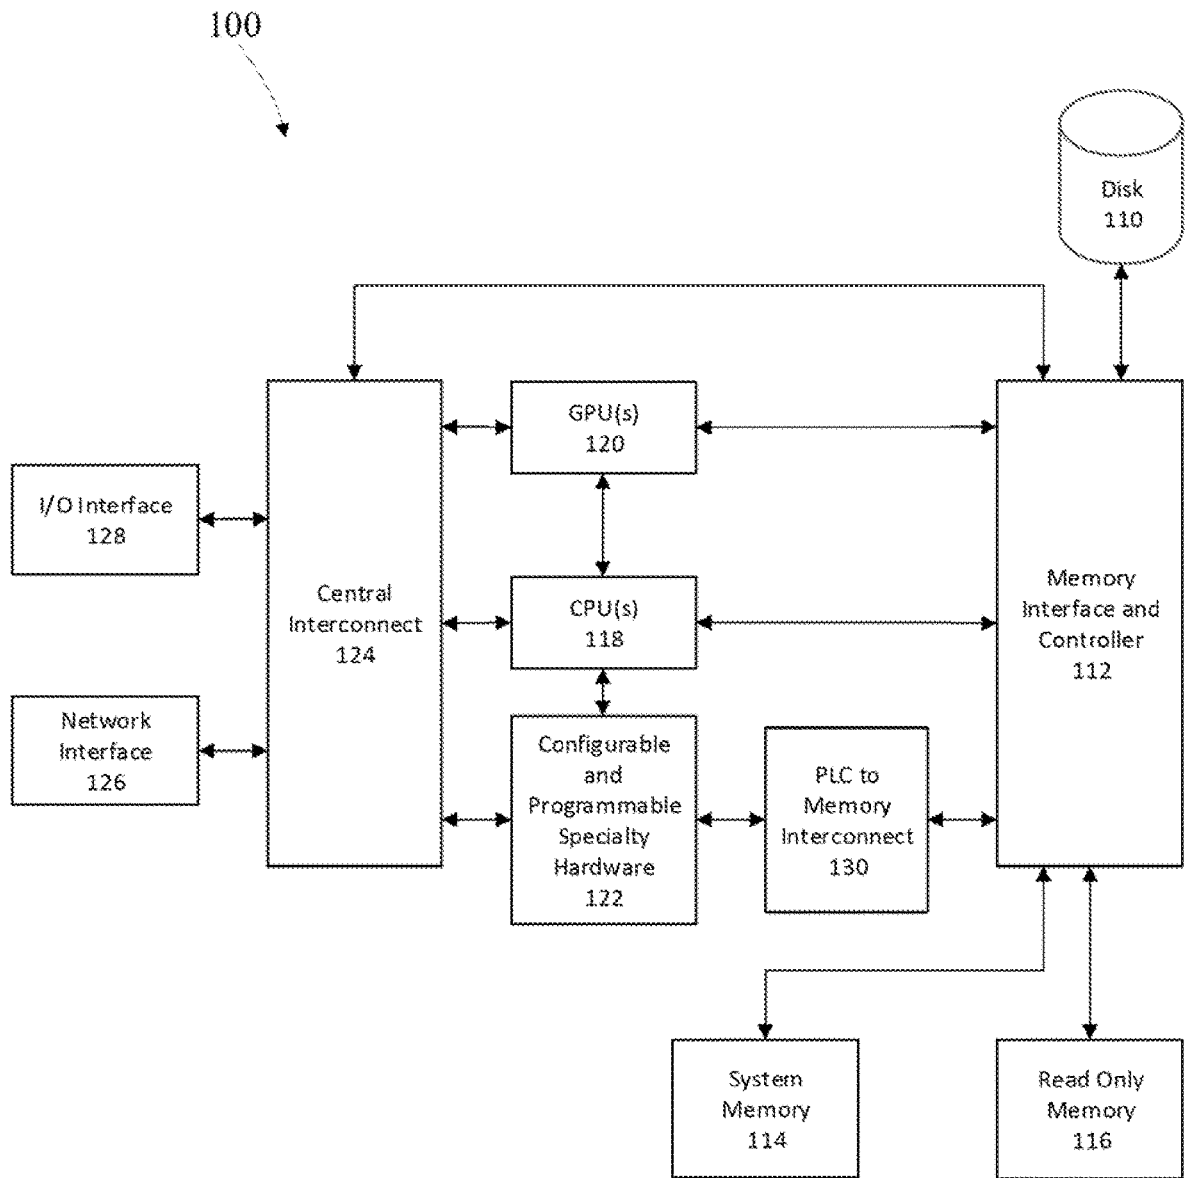 100
Disk
110
GPU(s)
120
I/O Interface
128
Central
Interconnect
124
CPU(s)
118
Memory
Interface and
Controller
112
Network
Interface
126
Configurable
and
Programmable
Specialty
Hardware
122
PLC to
Memory
Interconnect
130
System
Memory
114
Read Only
Memory
116